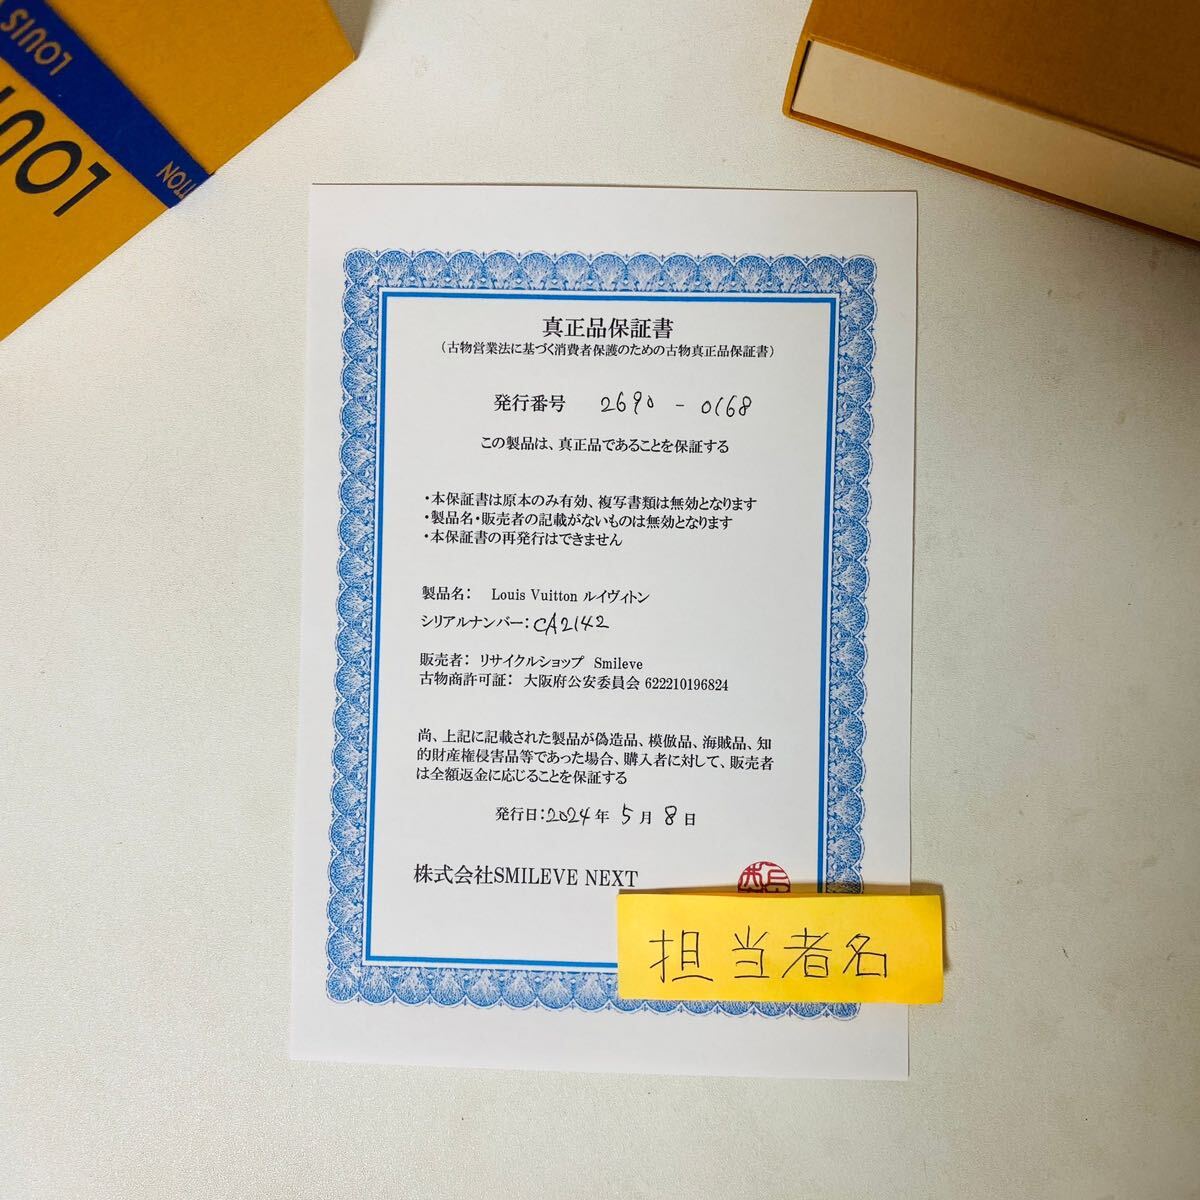 LOUIS
TTON
LOU
真正品保証書
(古物営業法に基づく消費者保護のための古物真正品保証書)
発行番号 2690 - 0168
この製品は、真正品であることを保証する
・本保証書は原本のみ有効、複写書類は無効となります
・製品名・販売者の記載がないものは無効となります
・本保証書の再発行はできません
製品名: Louis Vuitton ルイヴィトン
シリアルナンバー:CA2142
販売者: リサイクルショップ Smileve
古物商許可証: 大阪府公安委員会 622210196824
尚、上記に記載された製品が偽造品、模倣品、海賊品、知
的財産権侵害品等であった場合、購入者に対して、販売者
は全額返金に応じることを保証する
発行日:2024年 5月 8日
株式会社SMILEVE NEXT
担当者名